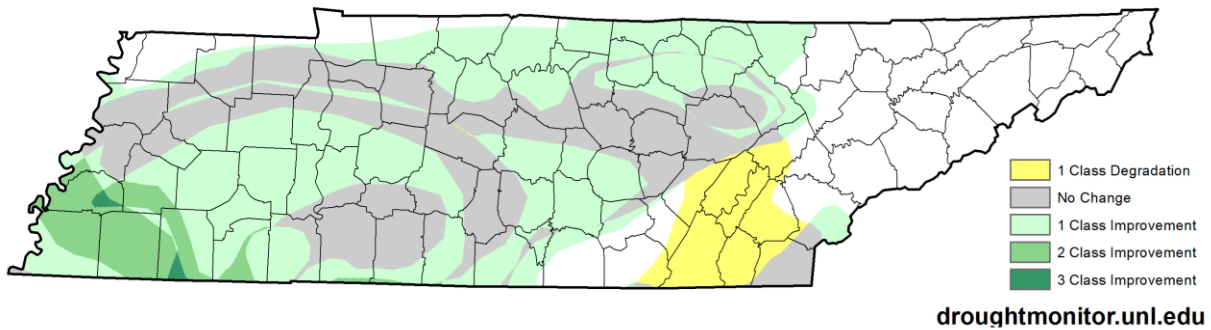 1 Class Degradation
No Change
1 Class Improvement
2 Class Improvement
3 Class Improvement
droughtmonitor.unl.edu